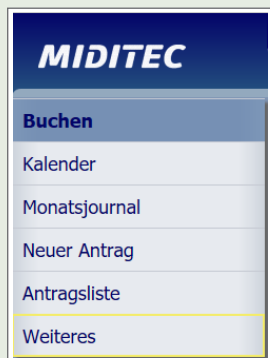 MIDITEC
Buchen
Kalender
Monatsjournal
Neuer Antrag
Antragsliste
Weiteres